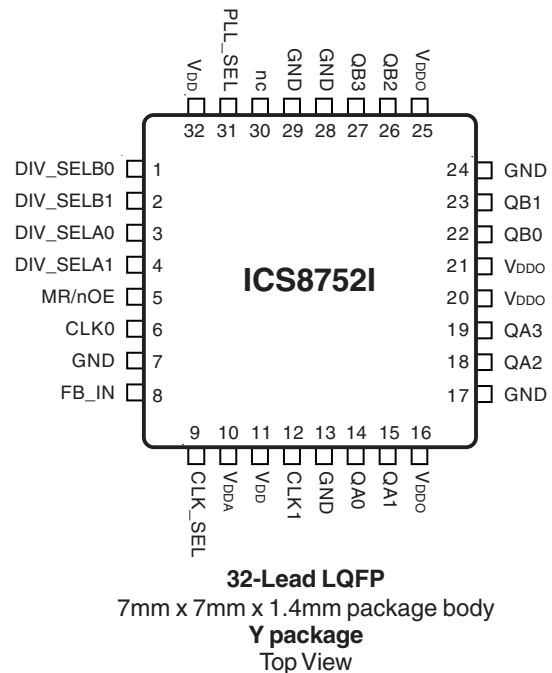 VDD
PLL_SEL
nc
GND
GND
QB3
QB2
VDDO
32 31 30 29 28 27 26 25
DIV_SELB0 1
DIV_SELB1 2
DIV_SELA0 3
DIV_SELA1 4
MR/nOE 5
CLK0 6
GND 7
FB_IN 8
ICS8752I
24 GND
23 QB1
22 QB0
21 VDDO
20 VDDO
19 QA3
18 QA2
17 GND
9 10 11 12 13 14 15 16
CLK_SEL
VDDA
VDD
CLK1
GND
QA0
QA1
VDDO
32-Lead LQFP
7mm x 7mm x 1.4mm package body
Y package
Top View